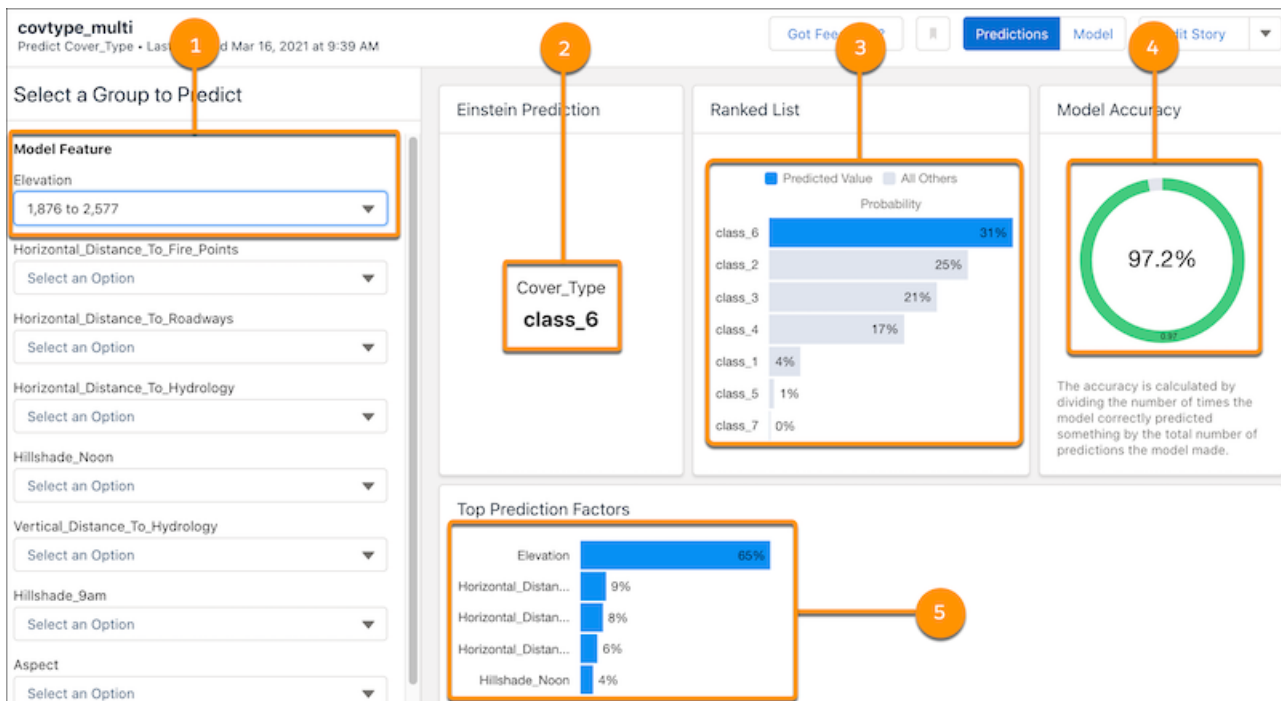 covtype_multi
Predict Cover_Type • Las d Mar 16, 2021 at 9:39 AM
1
2
3
4
Got Fee ?
Predictions
Model
dit Story
Select a Group to Predict
Model Feature
Elevation
1,876 to 2,577
Horizontal_Distance_To_Fire_Points
Select an Option
Horizontal_Distance_To_Roadways
Select an Option
Horizontal_Distance_To_Hydrology
Select an Option
Hillshade_Noon
Select an Option
Vertical_Distance_To_Hydrology
Select an Option
Hillshade_9am
Select an Option
Aspect
Select an Option
Einstein Prediction
Cover_Type
class_6
Ranked List
Predicted Value All Others
Probability
class_6 31%
class_2 25%
class_3 21%
class_4 17%
class_1 4%
class_5 1%
class_7 0%
Model Accuracy
97.2%
0.97
The accuracy is calculated by
dividing the number of times the
model correctly predicted
something by the total number of
predictions the model made.
Top Prediction Factors
Elevation 65%
Horizontal_Distan... 9%
Horizontal_Distan... 8%
Horizontal_Distan... 6%
Hillshade_Noon 4%
5